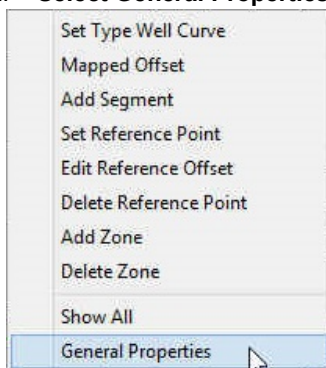 Select General Properties
Set Type Well Curve
Mapped Offset
Add Segment
Set Reference Point
Edit Reference Offset
Delete Reference Point
Add Zone
Delete Zone
Show All
General Properties